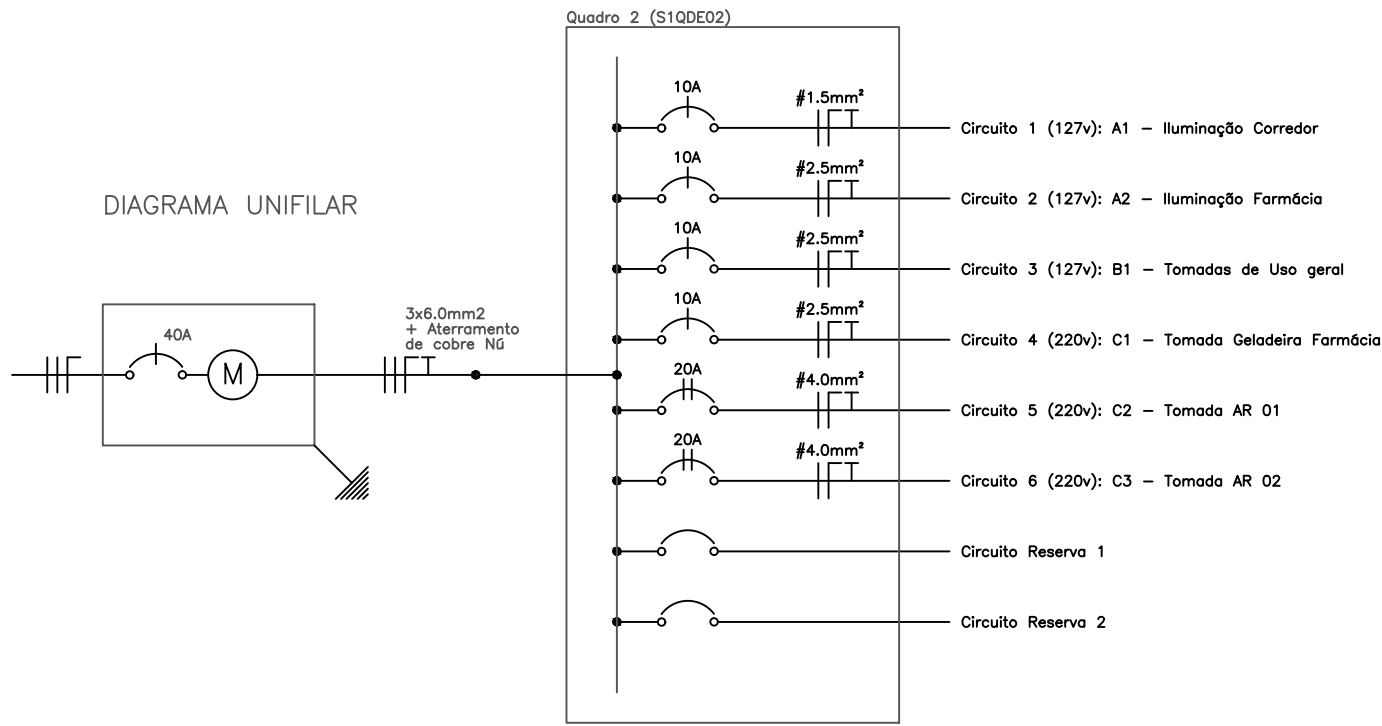 Quadro 2 (S1QDE02)
DIAGRAMA UNIFILAR
40A
M
3x6.0mm2
+ Aterramento
de cobre Nú
10A
#1.5mm²
Circuito 1 (127v): A1 – Iluminação Corredor
10A
#2.5mm²
Circuito 2 (127v): A2 – Iluminação Farmácia
10A
#2.5mm²
Circuito 3 (127v): B1 – Tomadas de Uso geral
10A
#2.5mm²
Circuito 4 (220v): C1 – Tomada Geladeira Farmácia
20A
#4.0mm²
Circuito 5 (220v): C2 – Tomada AR 01
20A
#4.0mm²
Circuito 6 (220v): C3 – Tomada AR 02
Circuito Reserva 1
Circuito Reserva 2